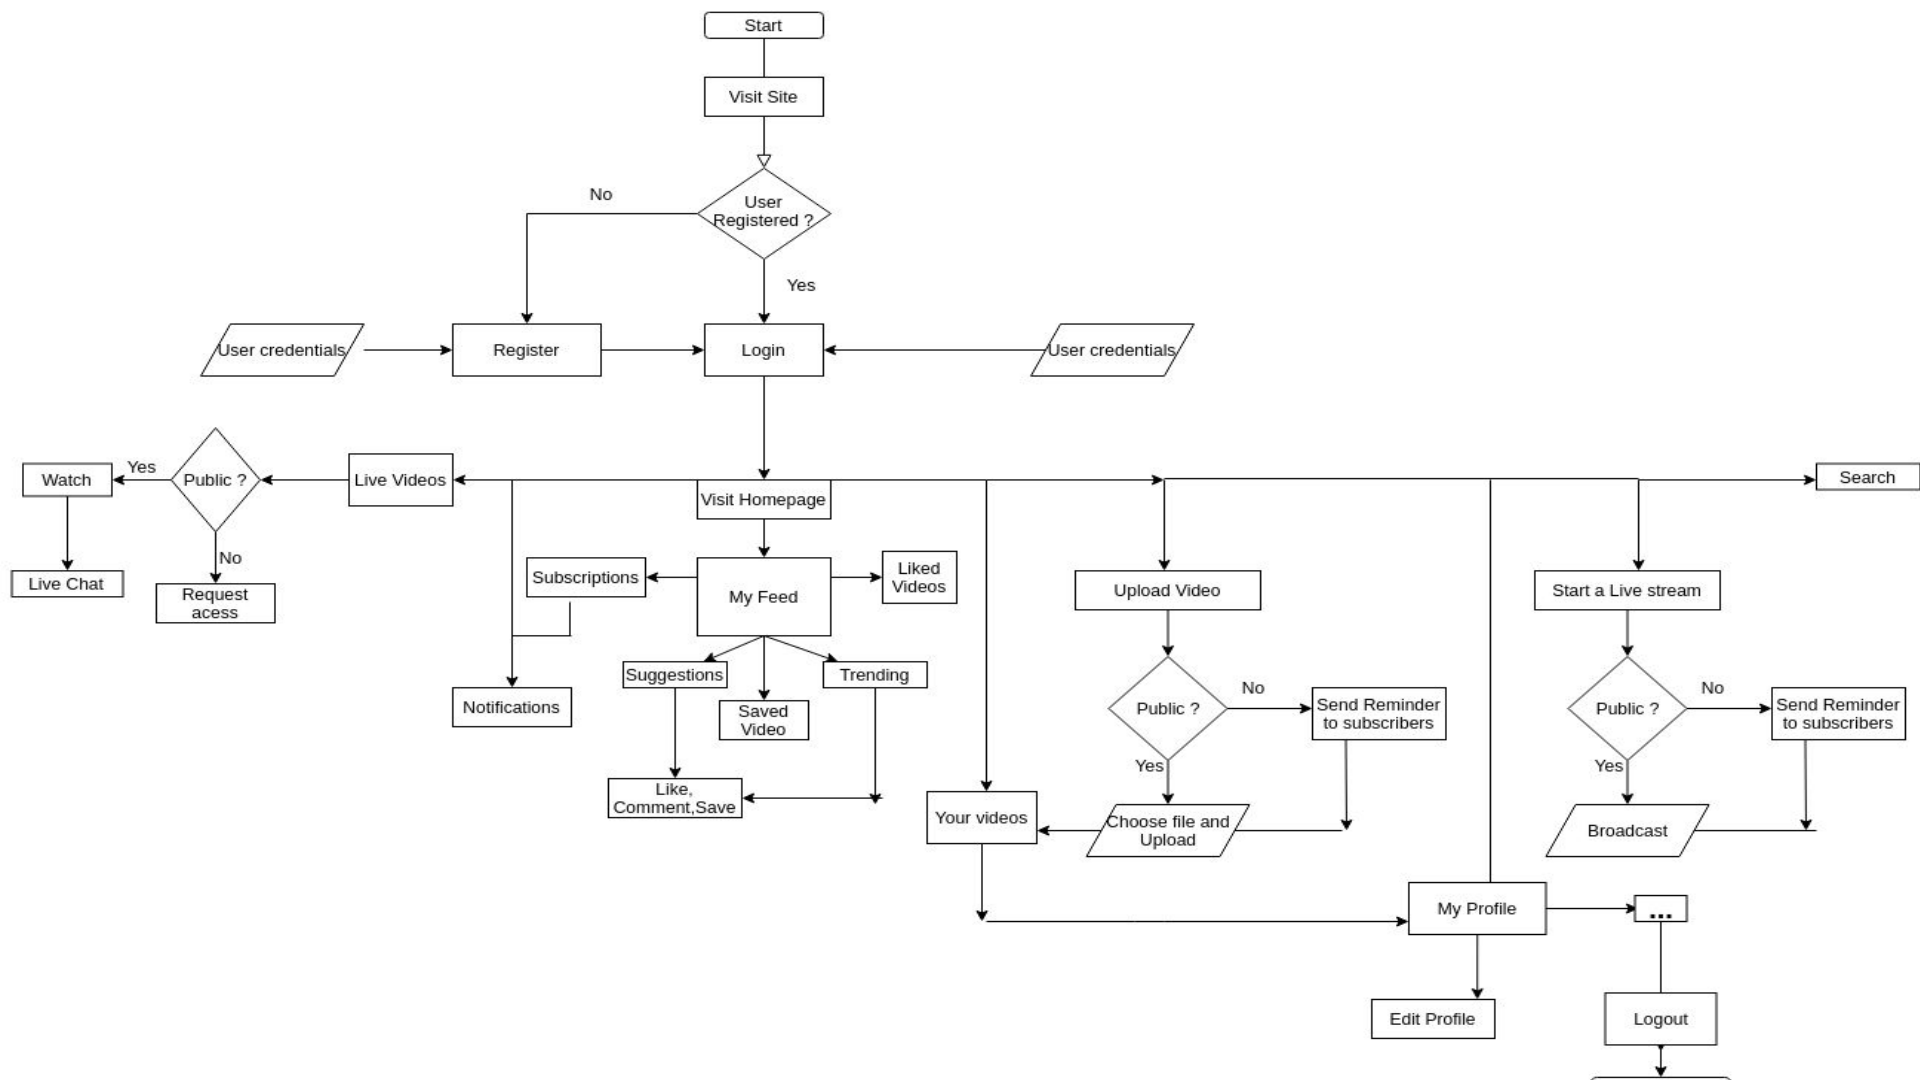 Start
Visit Site
No
User
Registered ?
Yes
User credentials
Register
Login
User credentials
Watch
Yes
Public ?
Live Videos
Visit Homepage
Search
No
Live Chat
Request
acess
Subscriptions
My Feed
Liked
Videos
Upload Video
Start a Live stream
Suggestions
Trending
Notifications
Saved
Video
Public ?
No
Send Reminder
to subscribers
Public ?
No
Send Reminder
to subscribers
Yes
Yes
Like,
Comment,Save
Your videos
Choose file and
Upload
Broadcast
My Profile
...
Edit Profile
Logout